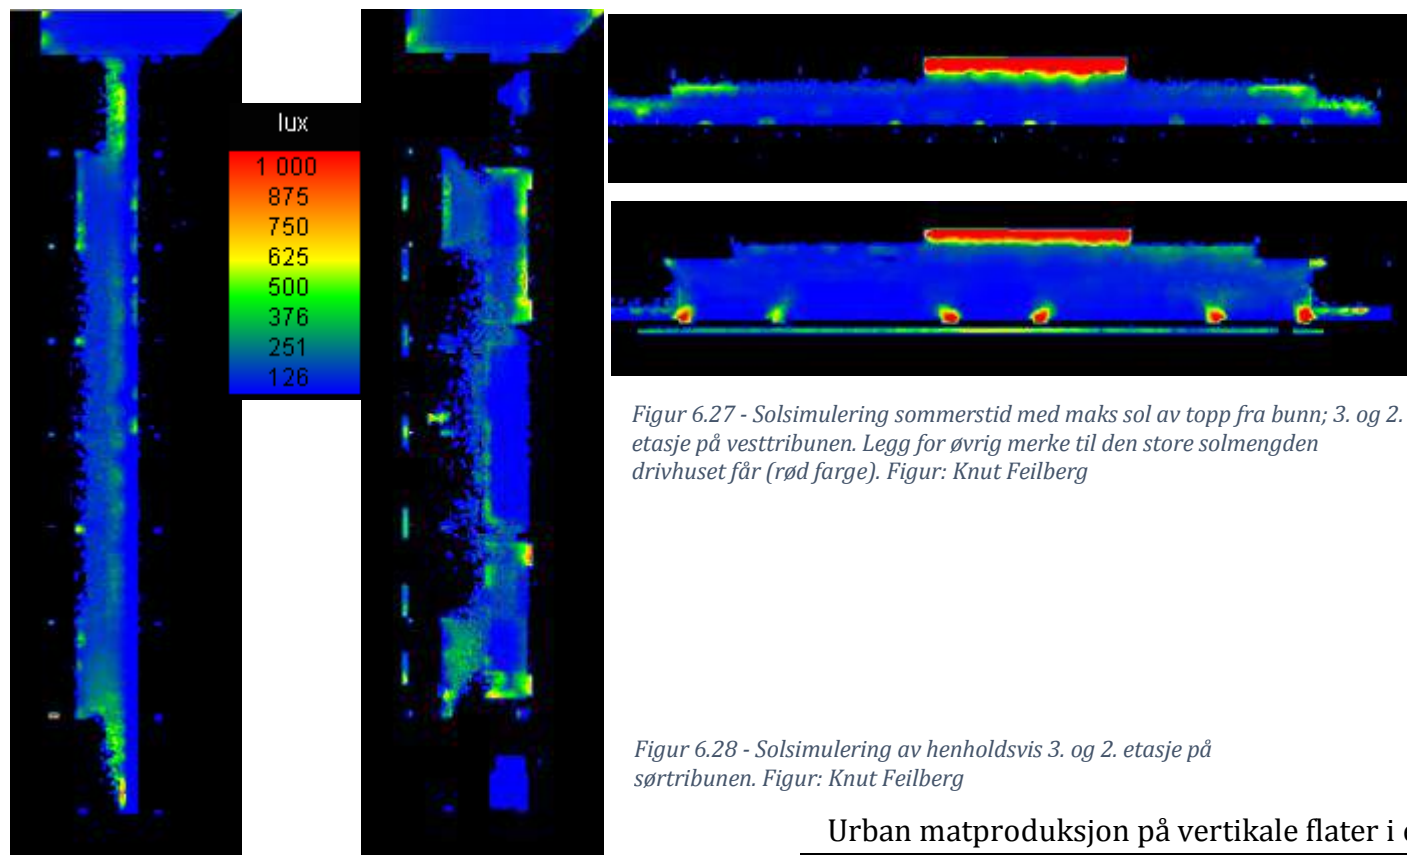 lux
1 000
875
750
625
500
376
251
126
Figur 6.27 - Solsimulering sommerstid med maks sol av topp fra bunn; 3. og 2.
etasje på vesttribunen. Legg for øvrig merke til den store solmengden
drivhuset får (rød farge). Figur: Knut Feilberg
Figur 6.28 - Solsimulering av henholdsvis 3. og 2. etasje på
sørtribunen. Figur: Knut Feilberg
Urban matproduksjon på vertikale flater i